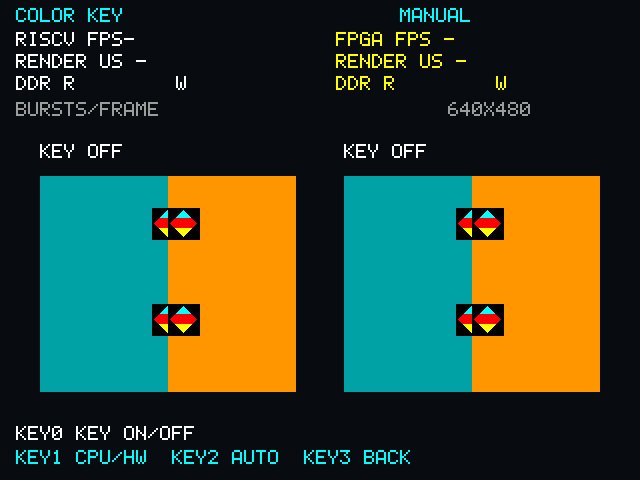 COLOR KEY MANUAL
RISCV FPS- FPGA FPS -
RENDER US - RENDER US -
DDR R W DDR R W
BURSTS/FRAME 640X480
KEY OFF KEY OFF
KEY0 KEY ON/OFF
KEY1 CPU/HW KEY2 AUTO KEY3 BACK